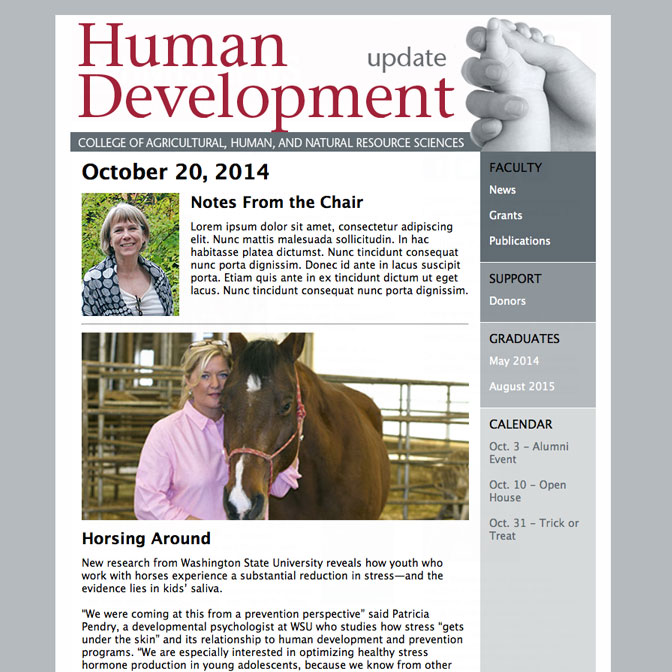 Human
update
Development
COLLEGE OF AGRICULTURAL, HUMAN, AND NATURAL RESOURCE SCIENCES
October 20, 2014
Notes From the Chair
Lorem ipsum dolor sit amet, consectetur adipiscing
elit. Nunc mattis malesuada sollicitudin. In hac
habitasse platea dictumst. Nunc tincidunt consequat
nunc porta dignissim. Donec id ante in lacus suscipit
porta. Etiam quis ante in ex tincidunt dictum ut eget
lacus. Nunc tincidunt consequat nunc porta dignissim.
Horsing Around
New research from Washington State University reveals how youth who
work with horses experience a substantial reduction in stress—and the
evidence lies in kids’ saliva.
“We were coming at this from a prevention perspective” said Patricia
Pendry, a developmental psychologist at WSU who studies how stress “gets
under the skin” and its relationship to human development and prevention
programs. “We are especially interested in optimizing healthy stress
hormone production in young adolescents, because we know from other
FACULTY
News
Grants
Publications
SUPPORT
Donors
GRADUATES
May 2014
August 2015
CALENDAR
Oct. 3 – Alumni
Event
Oct. 10 – Open
House
Oct. 31 – Trick or
Treat